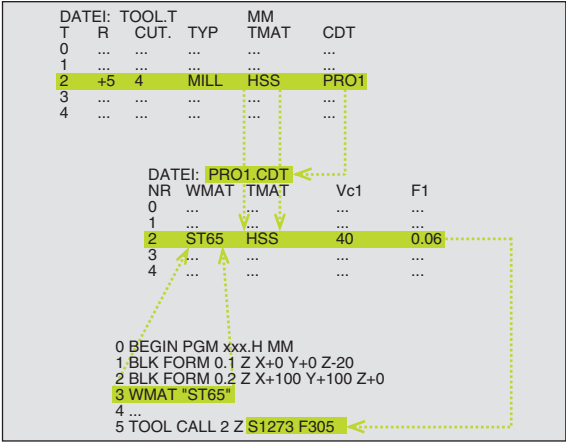 DATEI: TOOL.T MM
T R CUT. TYP TMAT CDT
0 ... ... ... ...
1 ... ... ... ... ...
2 +5 4 MILL HSS PRO1
3 ... ... ... ... ...
4 ... ... ... ... ...
DATEI: PRO1.CDT
NR WMAT TMAT Vc1 F1
0 ... ... ... ...
1 ... ... ... ...
2 ST65 HSS 40 0.06
3 ... ... ... ...
4 ... ... ... ...
0 BEGIN PGM xxx.H MM
1 BLK FORM 0.1 Z X+0 Y+0 Z-20
2 BLK FORM 0.2 Z X+100 Y+100 Z+0
3 WMAT "ST65"
4 ...
5 TOOL CALL 2 Z S1273 F305